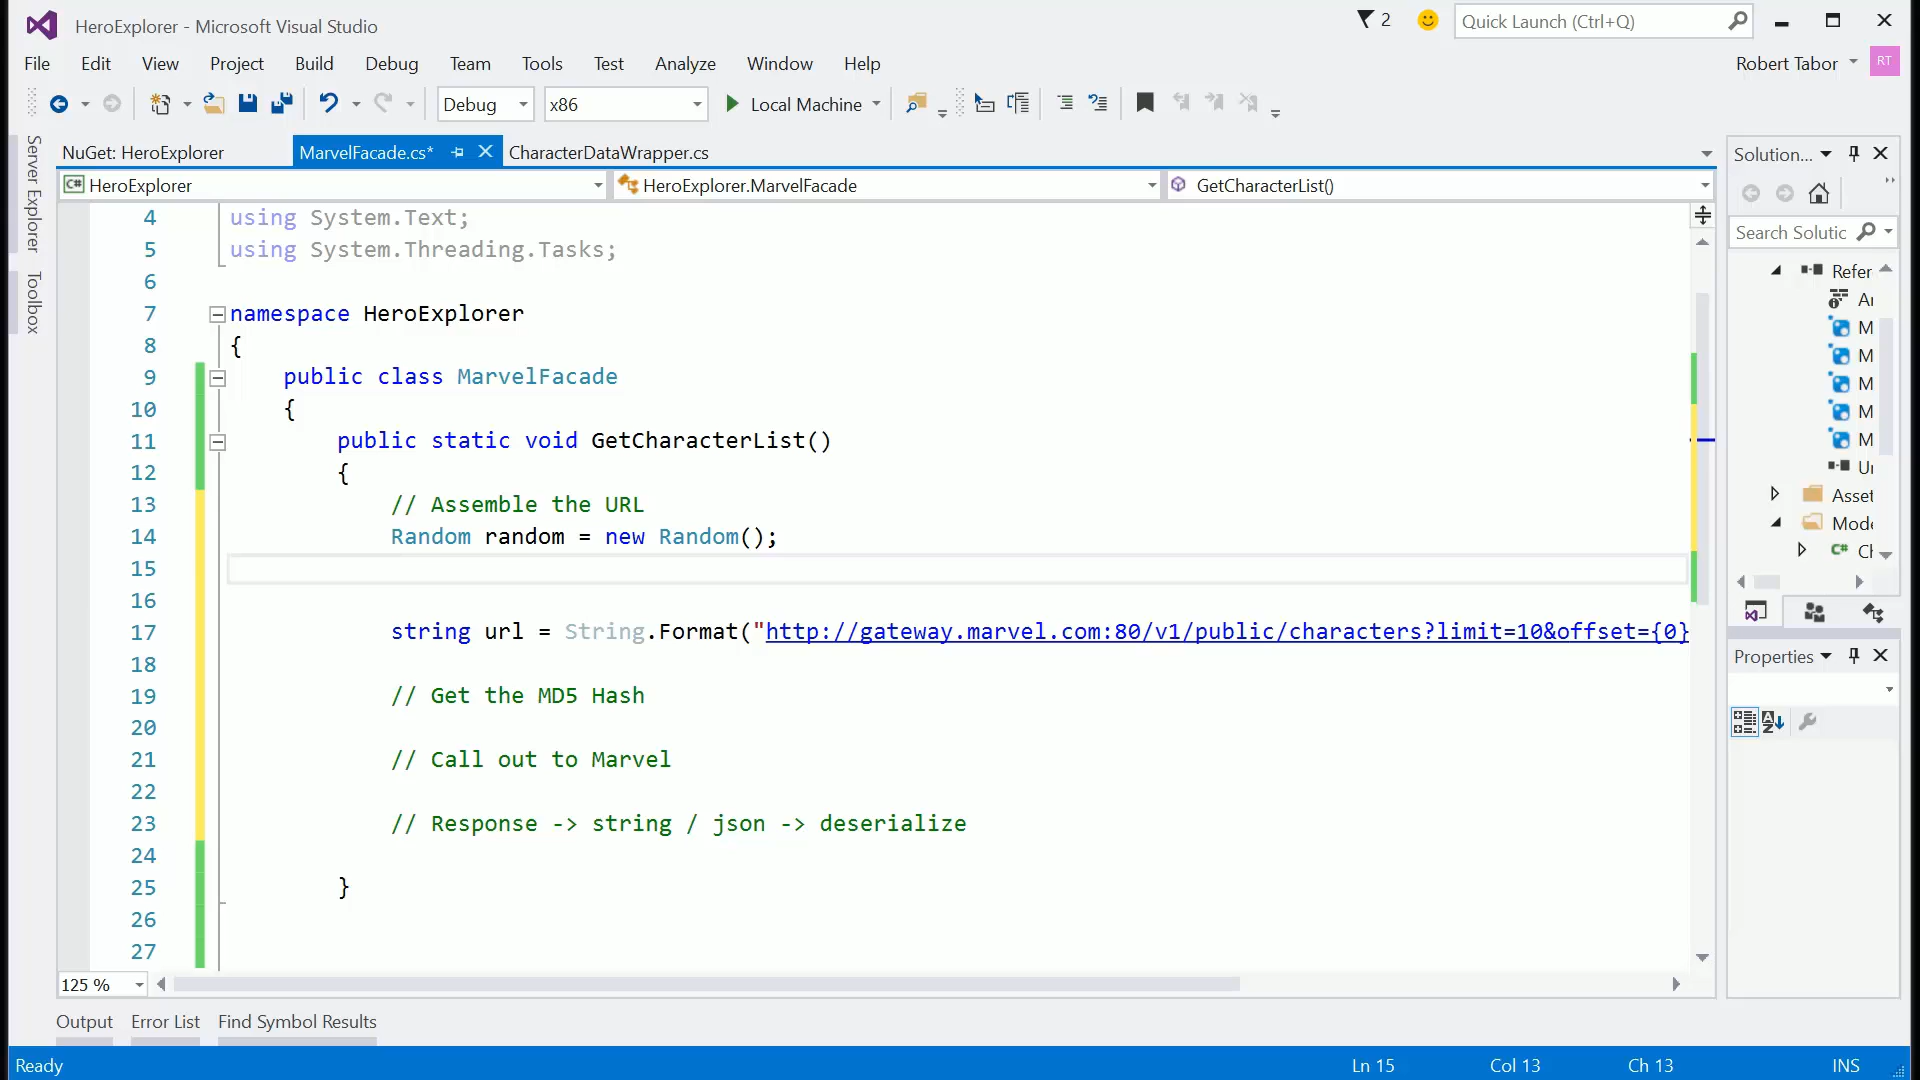 HeroExplorer - Microsoft Visual Studio
2
Quick Launch (Ctrl+Q)
File Edit View Project Build Debug Team Tools Test Analyze Window Help
Robert Tabor
RT
Debug
x86
Local Machine
Server Explorer
Toolbox
NuGet: HeroExplorer
MarvelFacade.cs*
CharacterDataWrapper.cs
HeroExplorer
HeroExplorer.MarvelFacade
GetCharacterList()
4 using System.Text;
5 using System.Threading.Tasks;
6
7 namespace HeroExplorer
8 {
9 public class MarvelFacade
10 {
11 public static void GetCharacterList()
12 {
13 // Assemble the URL
14 Random random = new Random();
15
16
17 string url = String.Format("http://gateway.marvel.com:80/v1/public/characters?limit=10&offset={0}
18
19 // Get the MD5 Hash
20
21 // Call out to Marvel
22
23 // Response -> string / json -> deserialize
24
25 }
26
27
125 %
Solution...
Search Solutic
Refer
M
M
M
M
M
Asset
Properties
Output Error List Find Symbol Results
Ready
Ln 15
Col 13
Ch 13
INS